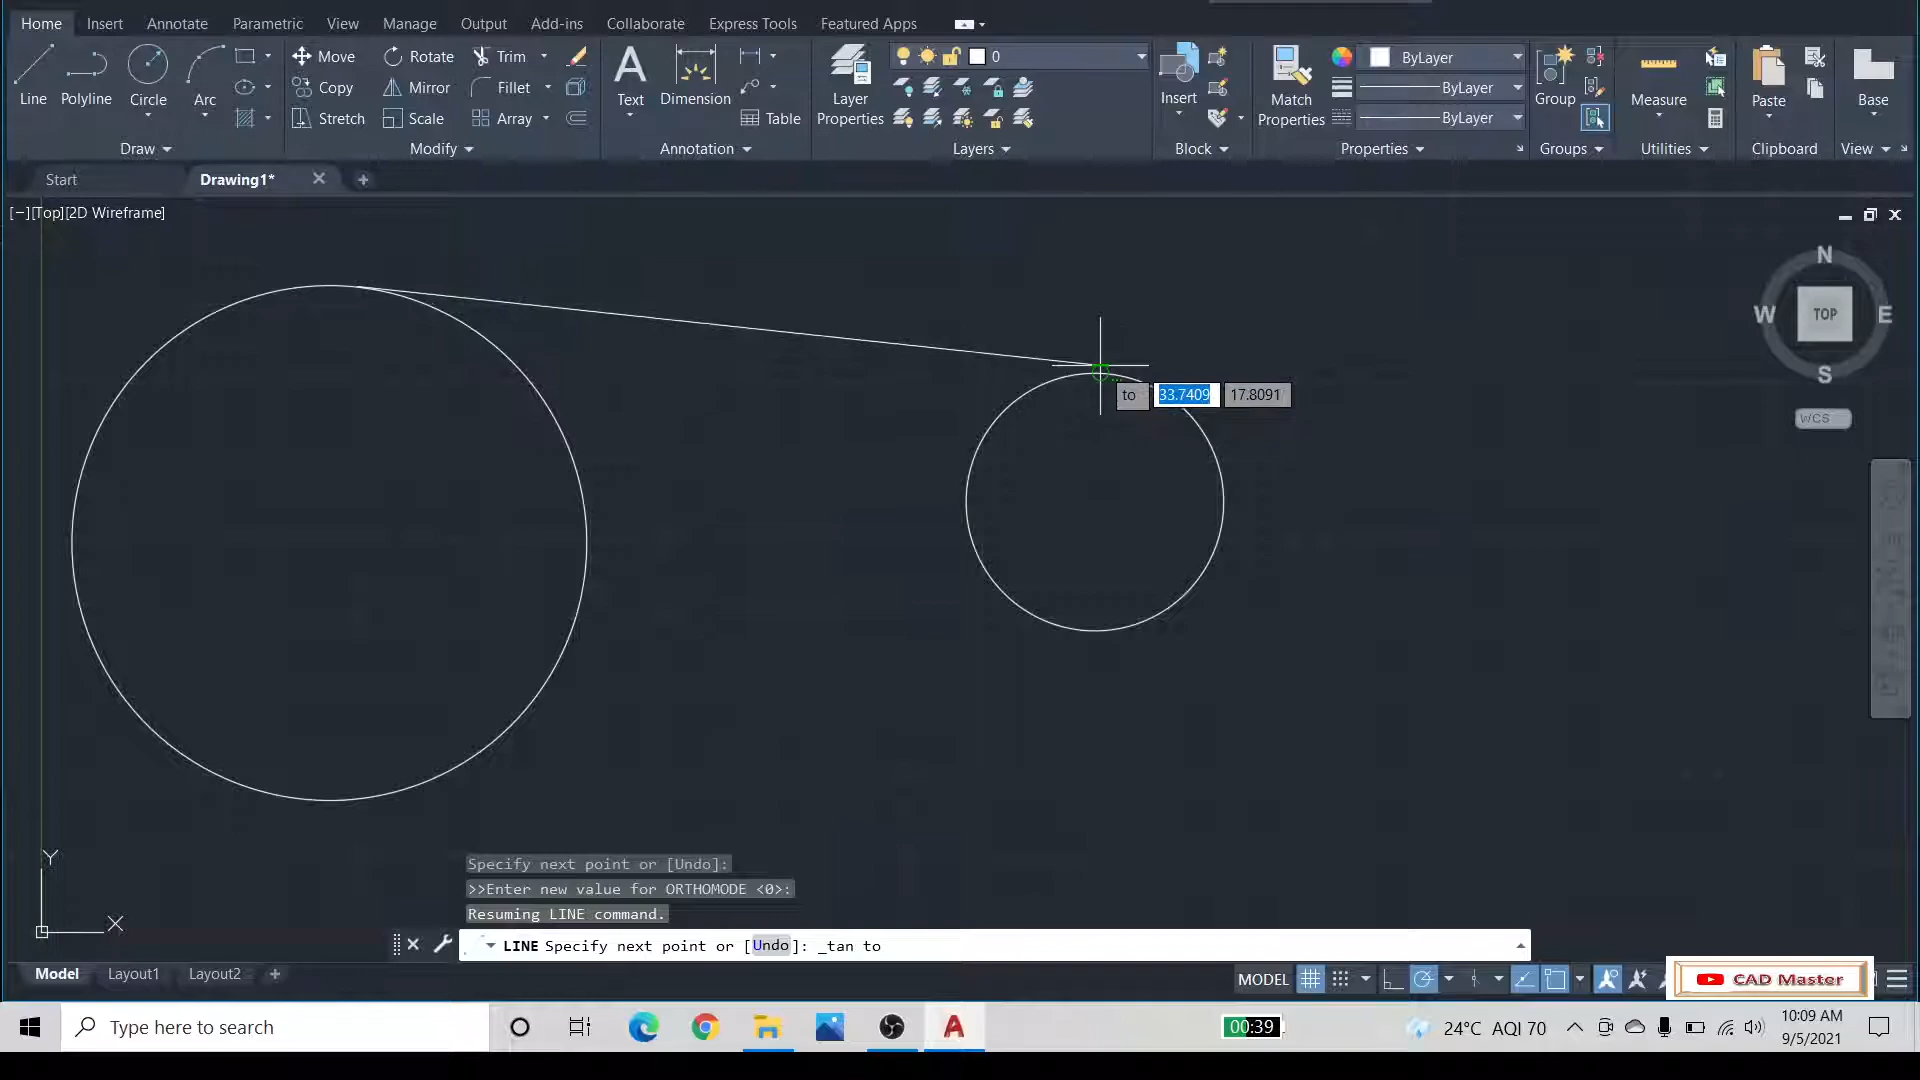 Home Insert Annotate Parametric View Manage Output Add-ins Collaborate Express Tools Featured Apps
Line Polyline Circle Arc
Move Rotate Trim
Copy Mirror Fillet
Stretch Scale Array
Text Dimension Table
Layer Properties
0
Insert
Match Properties
ByLayer
ByLayer
ByLayer
Group Measure Paste Base
Draw Modify Annotation Layers Block Properties Groups Utilities Clipboard View
Start Drawing1*
[−][Top][2D Wireframe]
N
W TOP E
S
WCS
to 33.7409 17.8091
Y
X
Specify next point or [Undo]:
>>Enter new value for ORTHOMODE <0>:
Resuming LINE command.
LINE Specify next point or [Undo]: _tan to
Model Layout1 Layout2
MODEL
CAD Master
Type here to search
00:39
24°C AQI 70
10:09 AM
9/5/2021